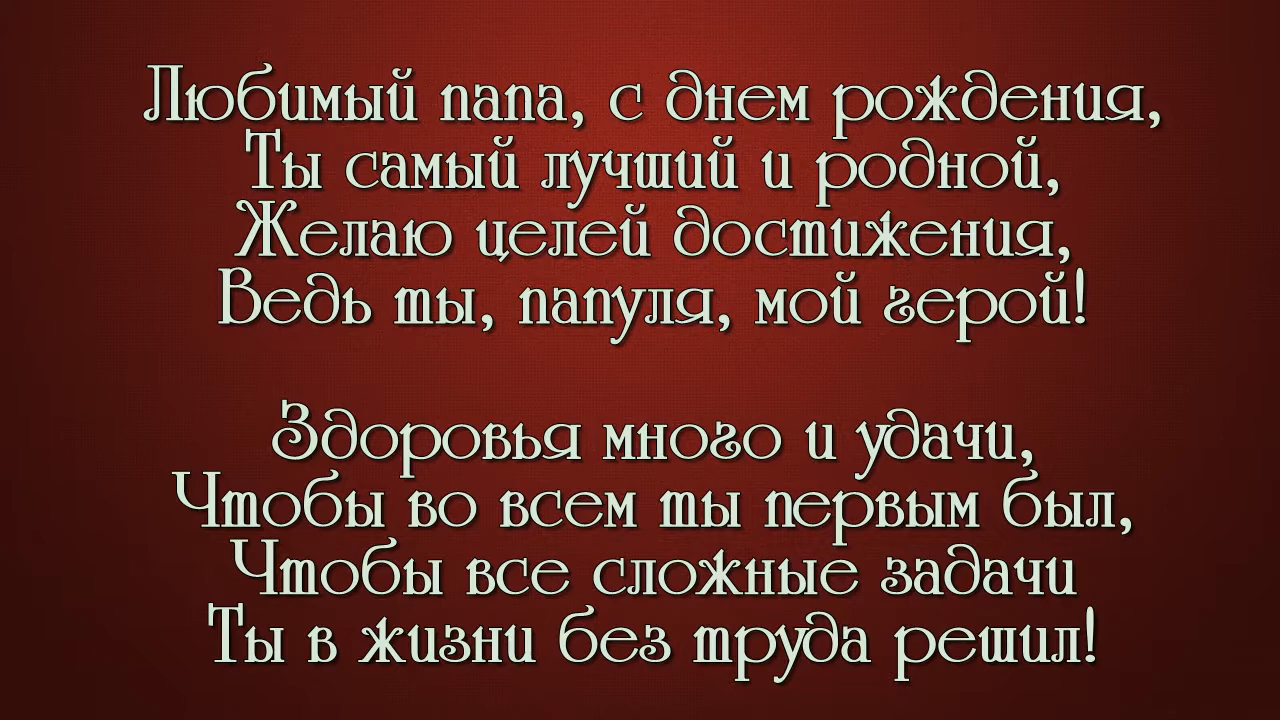 Любимый папа, с днем рождения,
Ты самый лучший и родной,
Желаю целей достижения,
Ведь ты, папуля, мой герой!
Здоровья много и удачи,
Чтобы во всем ты первым был,
Чтобы все сложные задачи
Ты в жизни без труда решил!